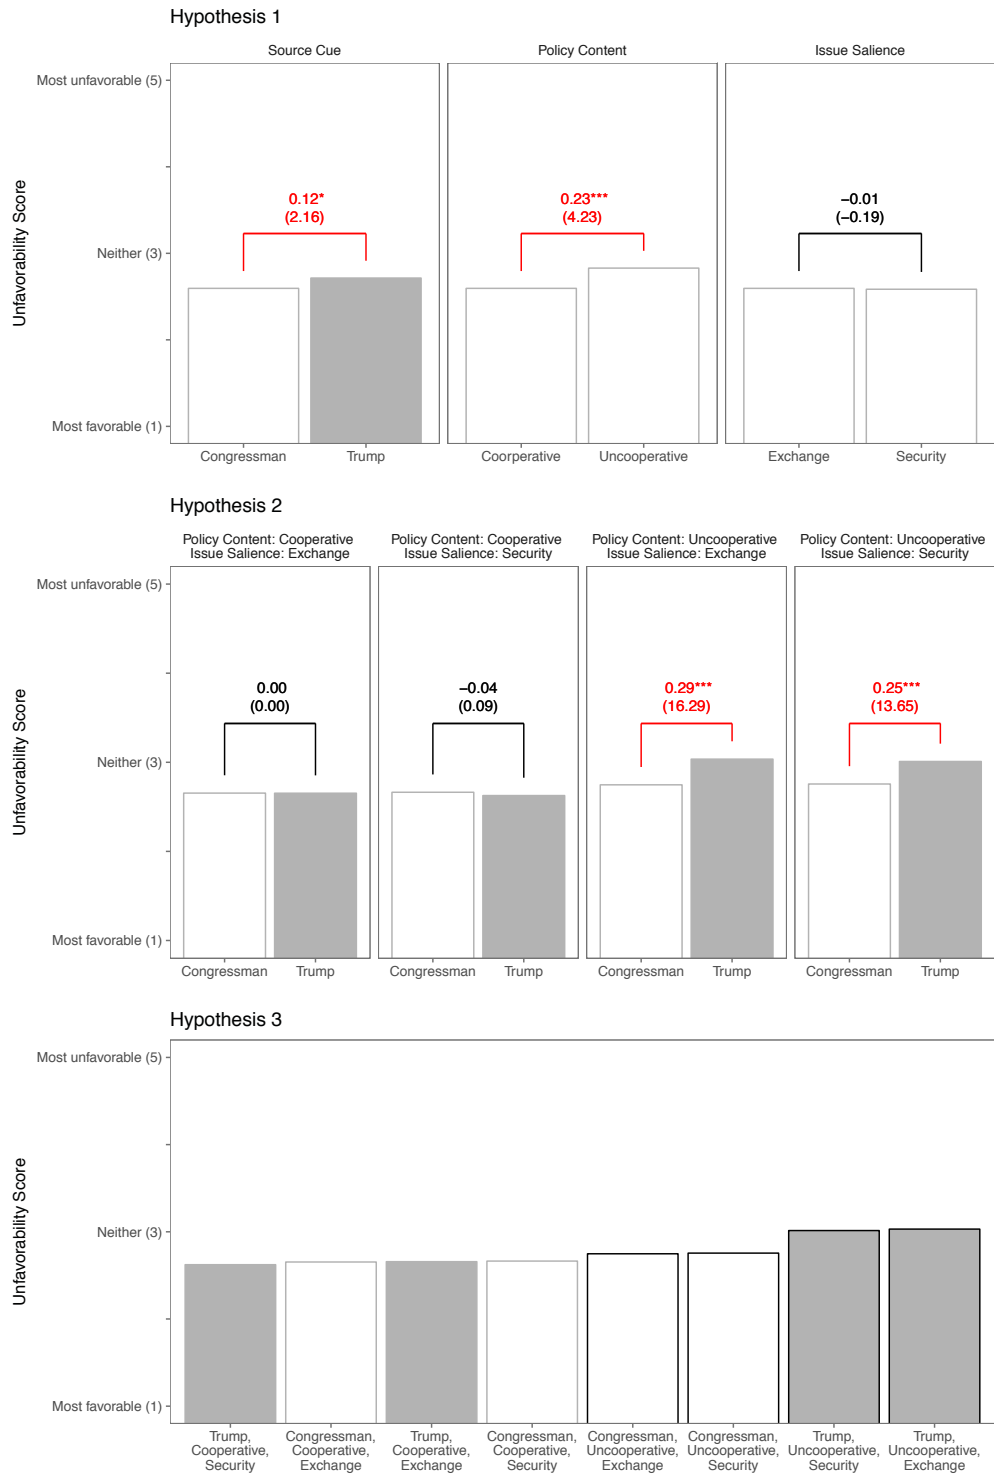 Hypothesis 1
Source Cue
Policy Content
Issue Salience
Unfavorability Score
Most unfavorable (5)
Neither (3)
Most favorable (1)
0.12*
(2.16)
0.23***
(4.23)
−0.01
(−0.19)
Congressman
Trump
Coorperative
Uncooperative
Exchange
Security
Hypothesis 2
Policy Content: Cooperative
Issue Salience: Exchange
Policy Content: Cooperative
Issue Salience: Security
Policy Content: Uncooperative
Issue Salience: Exchange
Policy Content: Uncooperative
Issue Salience: Security
Unfavorability Score
Most unfavorable (5)
Neither (3)
Most favorable (1)
0.00
(0.00)
−0.04
(0.09)
0.29***
(16.29)
0.25***
(13.65)
Congressman
Trump
Congressman
Trump
Congressman
Trump
Congressman
Trump
Hypothesis 3
Unfavorability Score
Most unfavorable (5)
Neither (3)
Most favorable (1)
Trump,
Cooperative,
Security
Congressman,
Cooperative,
Exchange
Trump,
Cooperative,
Exchange
Congressman,
Cooperative,
Security
Congressman,
Uncooperative,
Exchange
Congressman,
Uncooperative,
Security
Trump,
Uncooperative,
Security
Trump,
Uncooperative,
Exchange